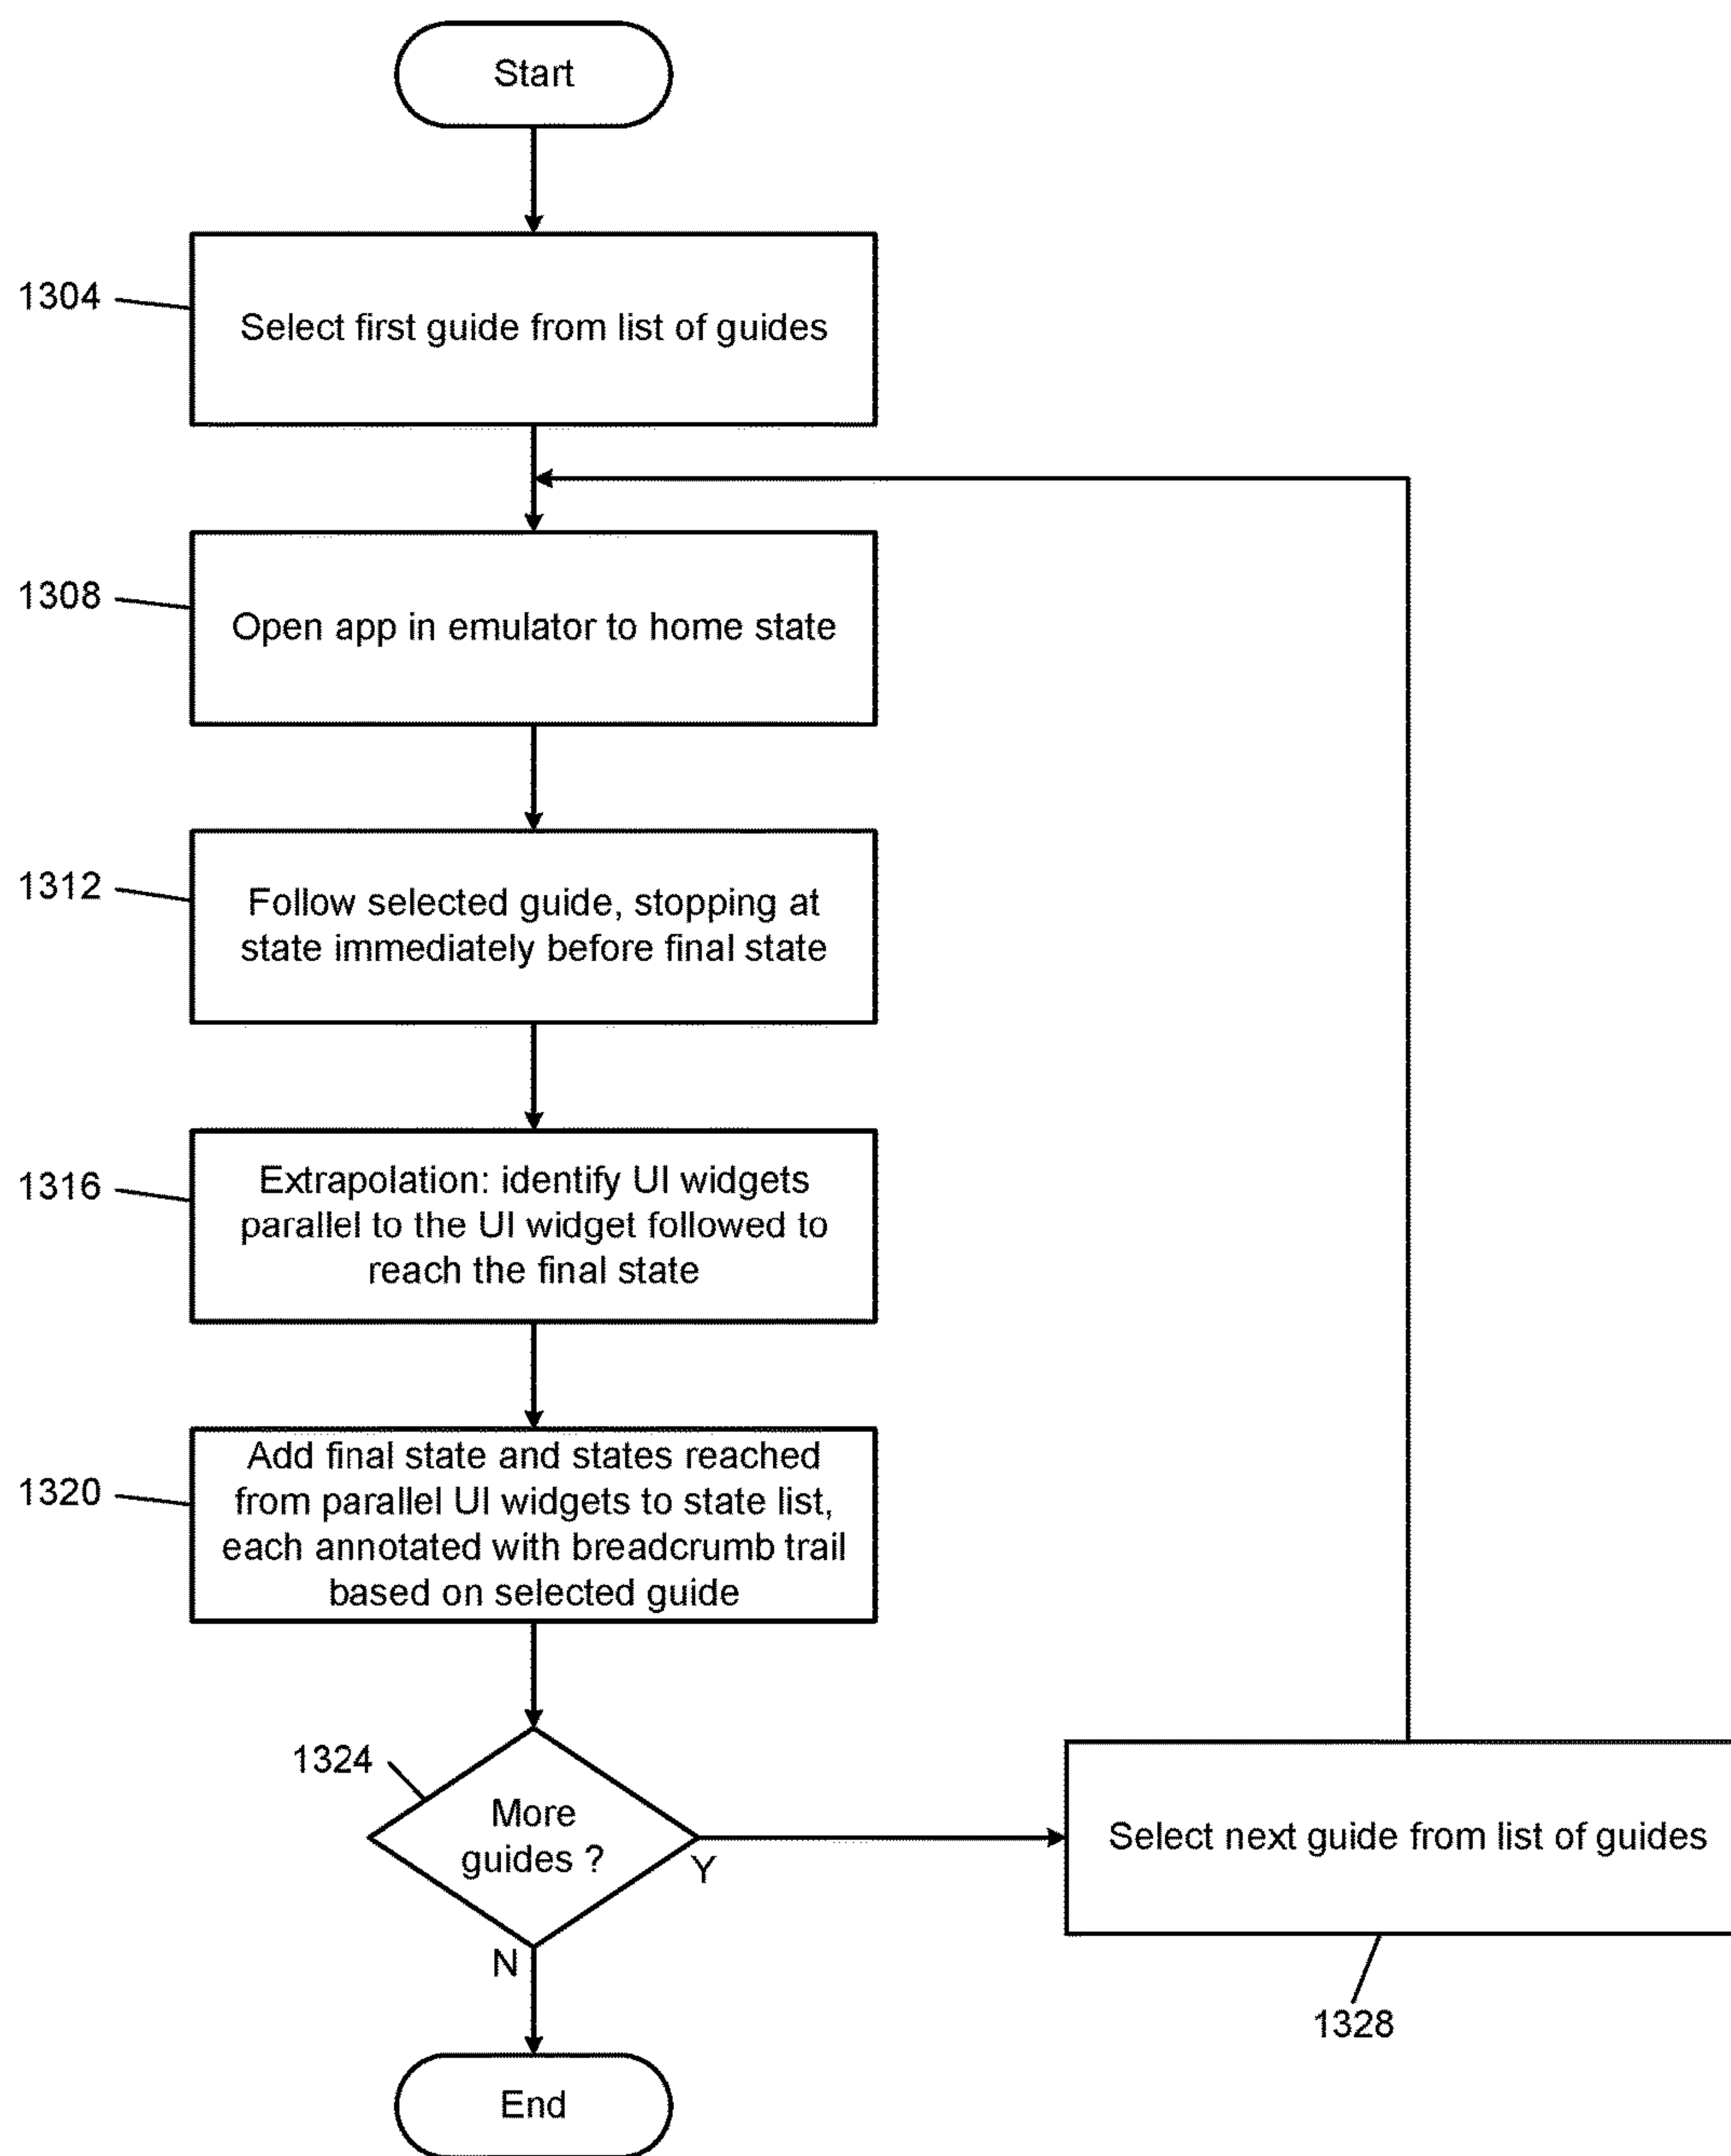 Start
1304
Select first guide from list of guides
1308
Open app in emulator to home state
1312
Follow selected guide, stopping at
state immediately before final state
1316
Extrapolation: identify UI widgets
parallel to the UI widget followed to
reach the final state
1320
Add final state and states reached
from parallel UI widgets to state list,
each annotated with breadcrumb trail
based on selected guide
1324
More
guides ?
Y
N
Select next guide from list of guides
1328
End